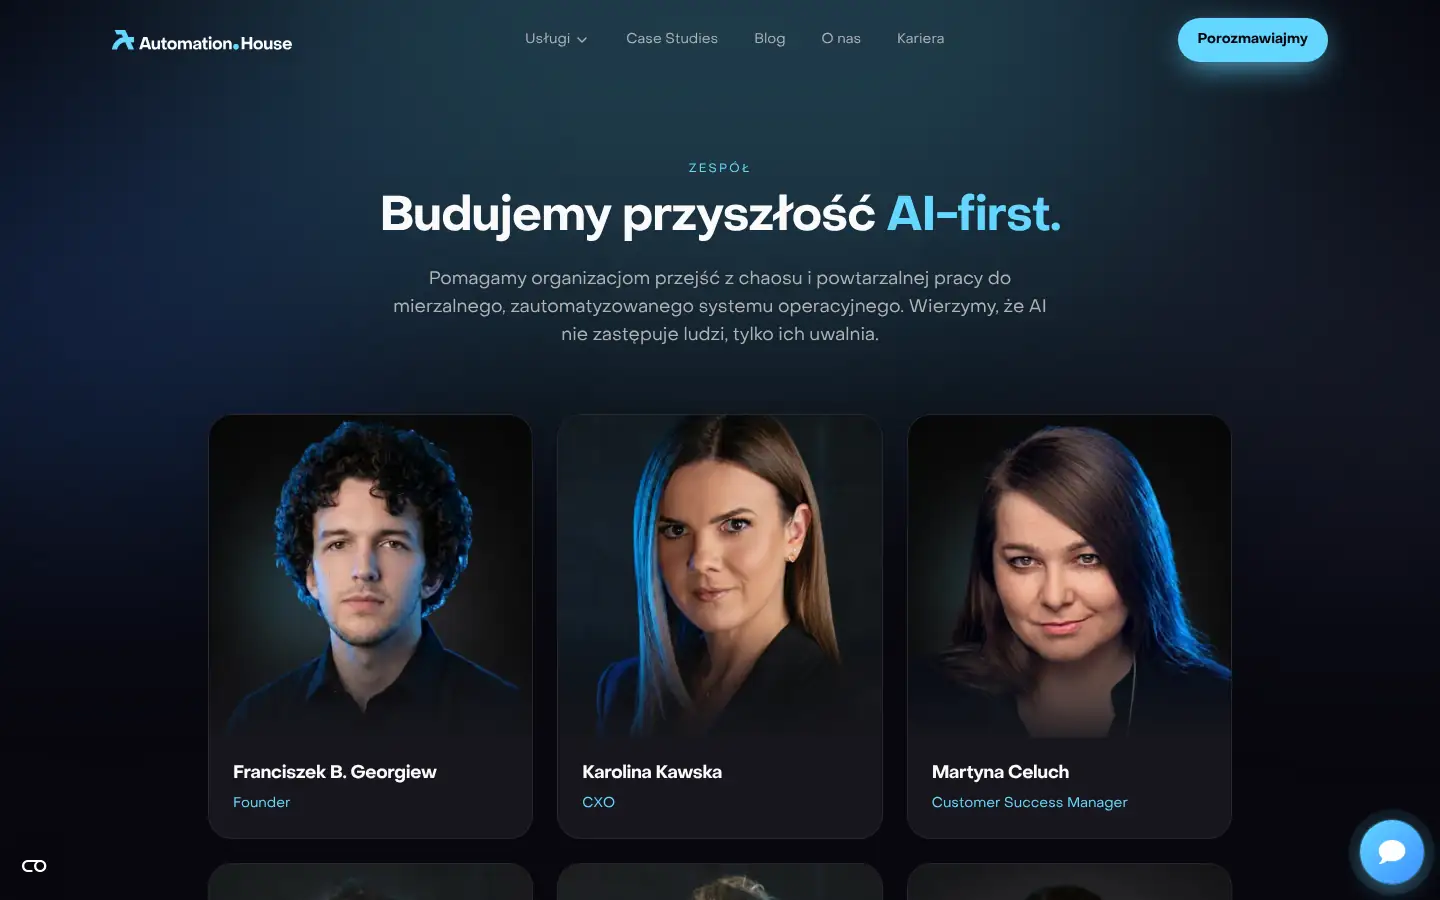 Automation.House
Usługi
Case Studies
Blog
O nas
Kariera
Porozmawiajmy
ZESPÓŁ
Budujemy przyszłość AI-first.
Pomagamy organizacjom przejść z chaosu i powtarzalnej pracy do
mierzalnego, zautomatyzowanego systemu operacyjnego. Wierzymy, że AI
nie zastępuje ludzi, tylko ich uwalnia.
Franciszek B. Georgiew
Founder
Karolina Kawska
CXO
Martyna Celuch
Customer Success Manager